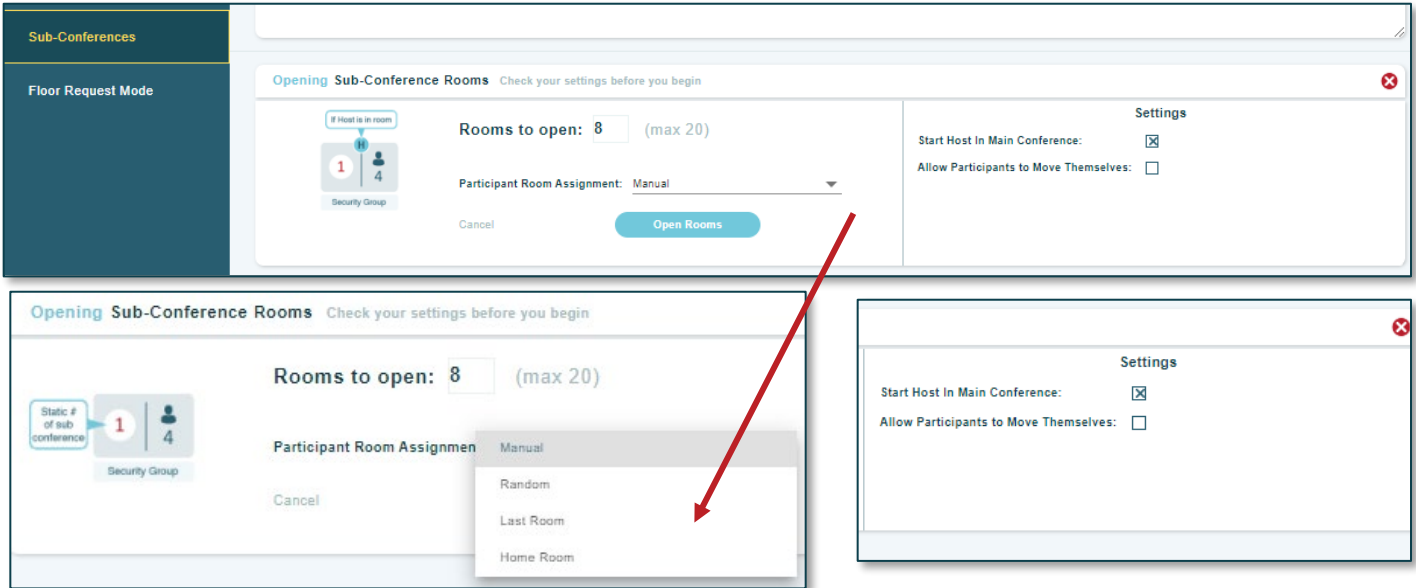 Sub-Conferences
Floor Request Mode
Opening Sub-Conference Rooms Check your settings before you begin
If Host is in room
H
1
4
Security Group
Rooms to open: 8 (max 20)
Participant Room Assignment: Manual
Cancel
Open Rooms
Settings
Start Host In Main Conference:
Allow Participants to Move Themselves:
Opening Sub-Conference Rooms Check your settings before you begin
Static #
of sub
conference
1
4
Security Group
Rooms to open: 8 (max 20)
Participant Room Assignmen
Manual
Random
Last Room
Home Room
Cancel
Settings
Start Host In Main Conference:
Allow Participants to Move Themselves: